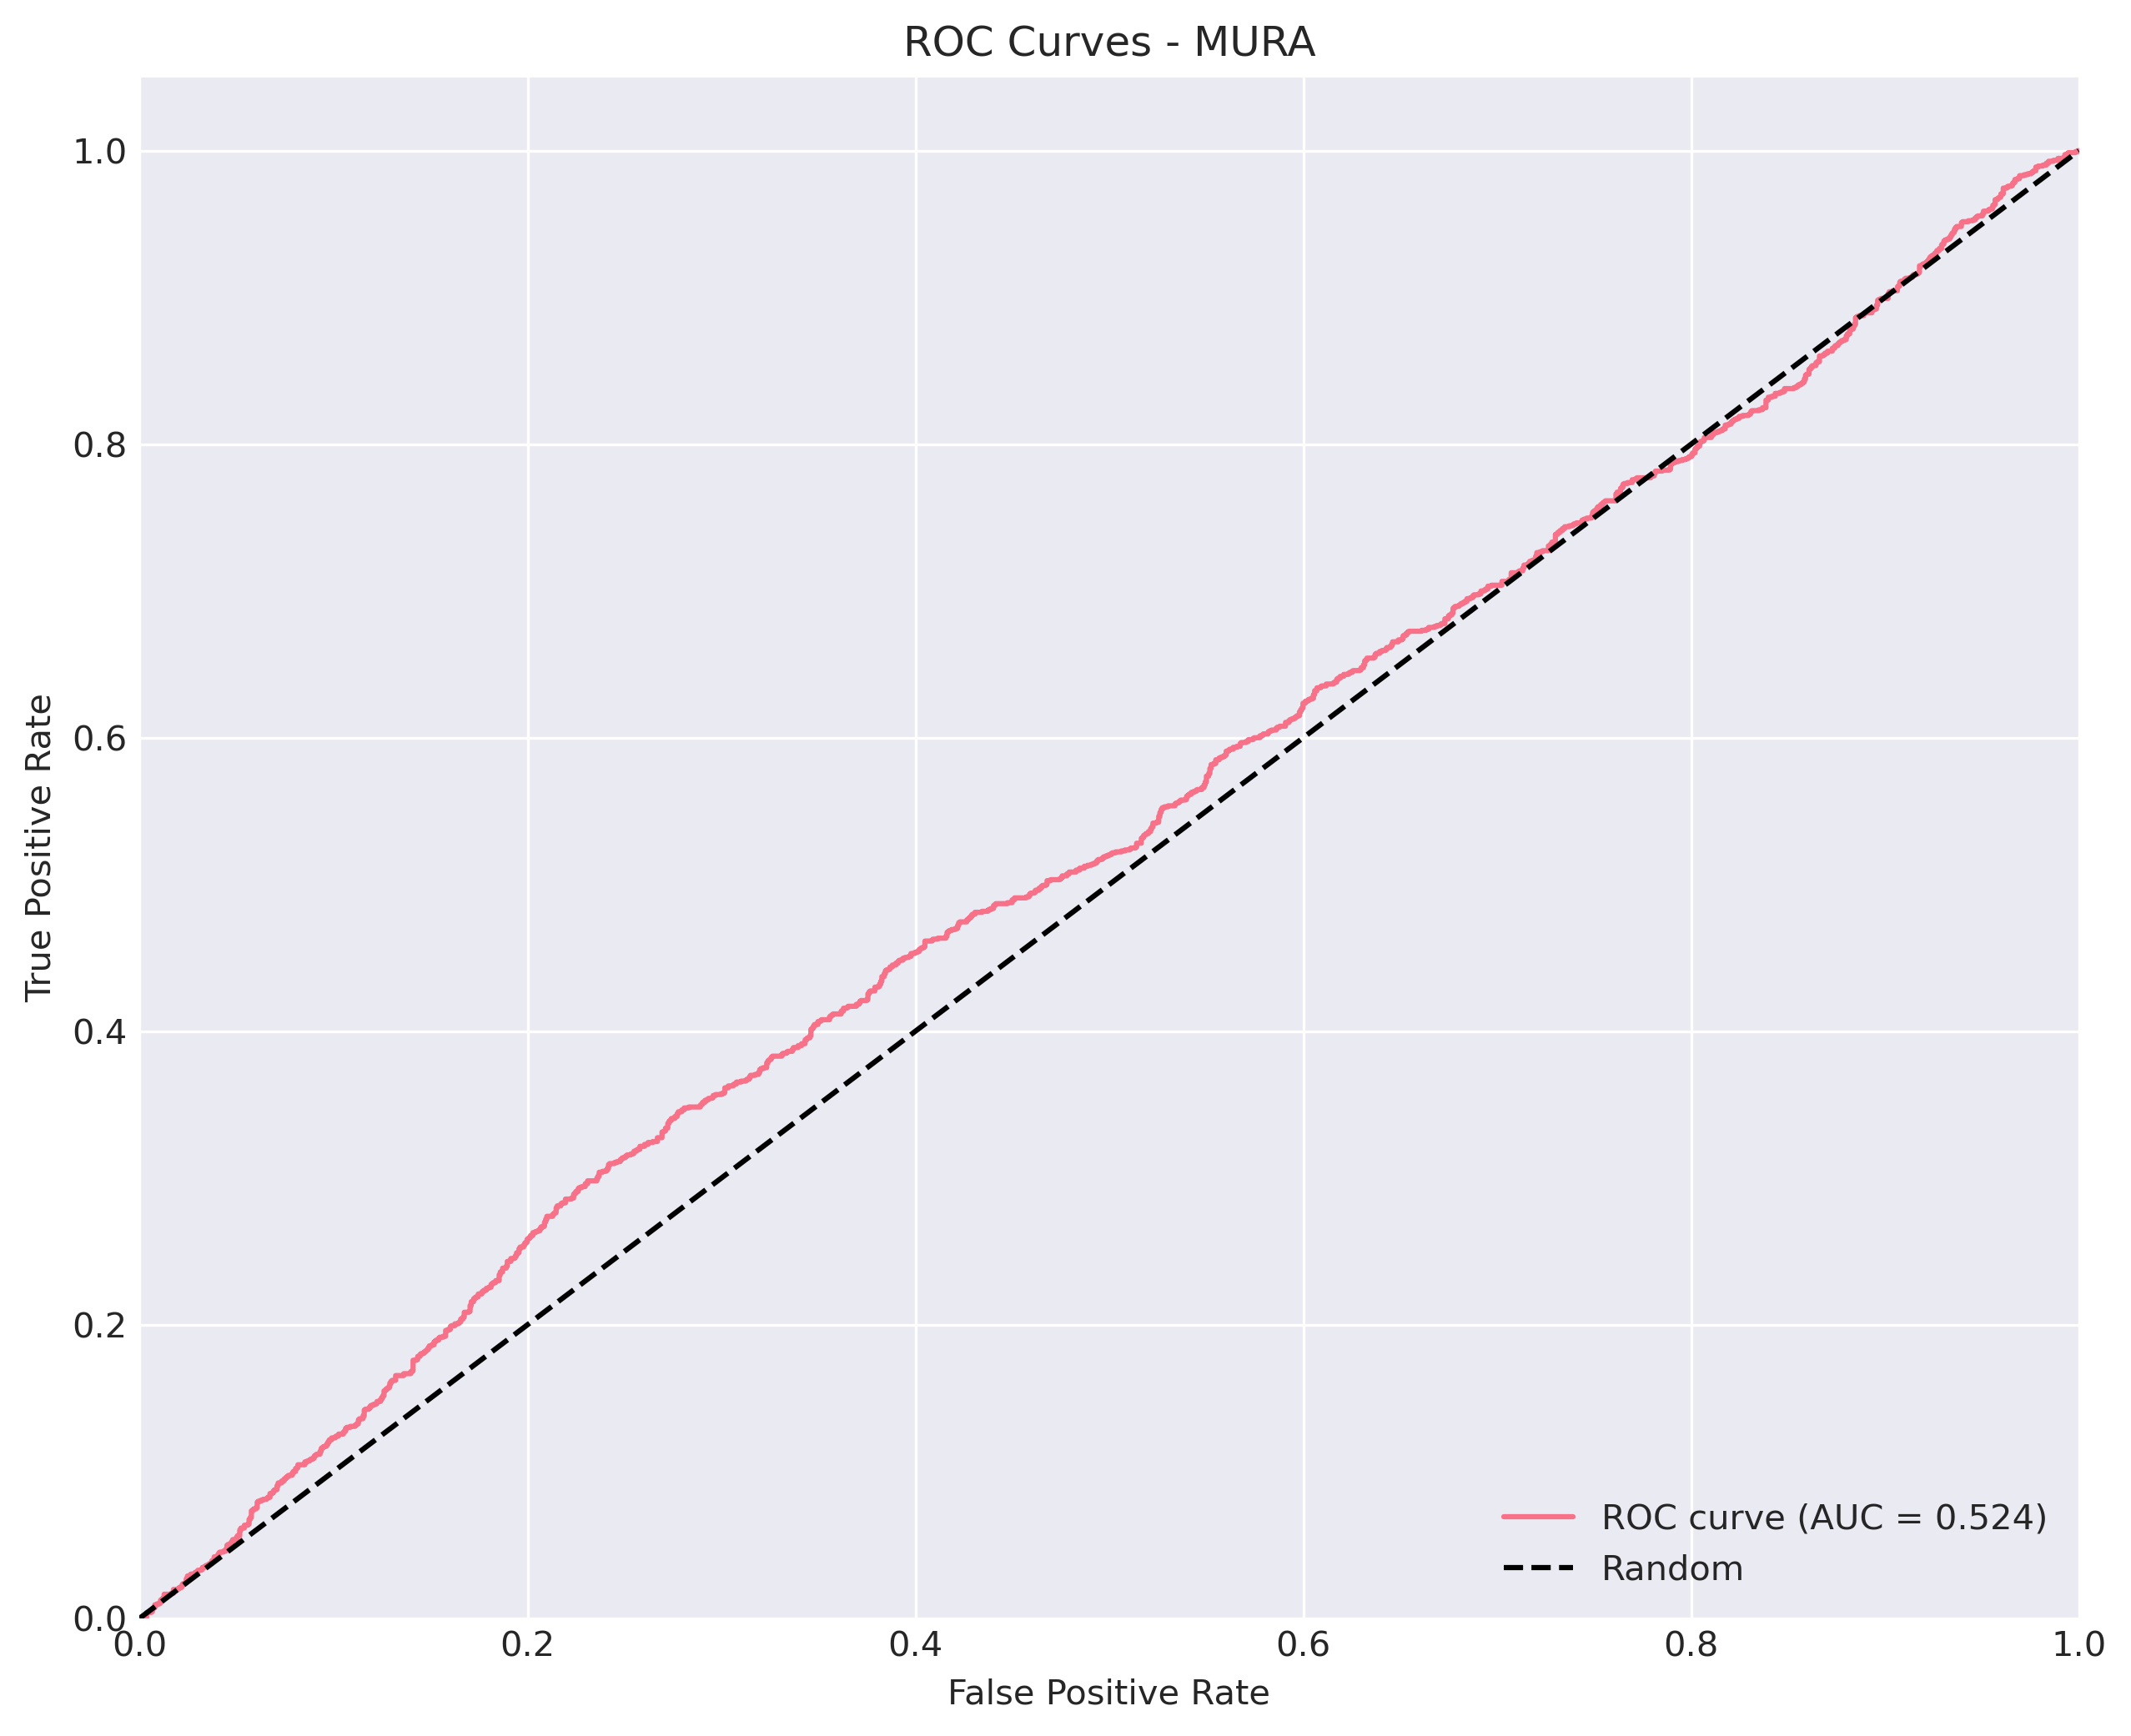 ROC Curves - MURA
True Positive Rate
1.0
0.8
0.6
0.4
0.2
0.0
0.0 0.2 0.4 0.6 0.8 1.0
False Positive Rate
ROC curve (AUC = 0.524)
Random